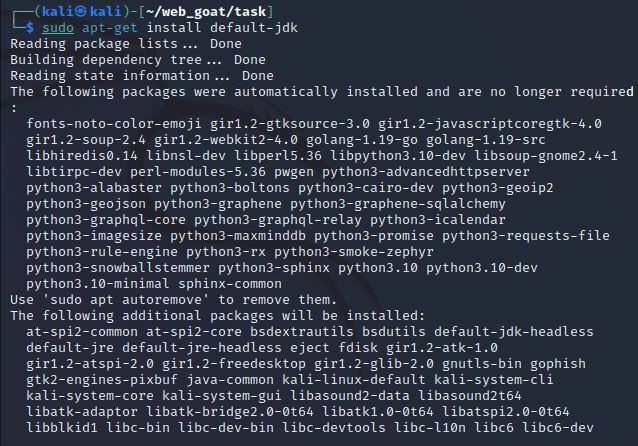 ┌──(kali㉿kali)-[~/web_goat/task]
└─$ sudo apt-get install default-jdk
Reading package lists... Done
Building dependency tree... Done
Reading state information... Done
The following packages were automatically installed and are no longer required
:
fonts-noto-color-emoji gir1.2-gtksource-3.0 gir1.2-javascriptcoregtk-4.0
gir1.2-soup-2.4 gir1.2-webkit2-4.0 golang-1.19-go golang-1.19-src
libhiredis0.14 libnsl-dev libperl5.36 libpython3.10-dev libsoup-gnome2.4-1
libtirpc-dev perl-modules-5.36 pwgen python3-advancedhttpserver
python3-alabaster python3-boltons python3-cairo-dev python3-geoip2
python3-geojson python3-graphene python3-graphene-sqlalchemy
python3-graphql-core python3-graphql-relay python3-icalendar
python3-imagesize python3-maxminddb python3-promise python3-requests-file
python3-rule-engine python3-rx python3-smoke-zephyr
python3-snowballstemmer python3-sphinx python3.10 python3.10-dev
python3.10-minimal sphinx-common
Use 'sudo apt autoremove' to remove them.
The following additional packages will be installed:
at-spi2-common at-spi2-core bsdextrautils bsdutils default-jdk-headless
default-jre default-jre-headless eject fdisk gir1.2-atk-1.0
gir1.2-atspi-2.0 gir1.2-freedesktop gir1.2-glib-2.0 gnutls-bin gophish
gtk2-engines-pixbuf java-common kali-linux-default kali-system-cli
kali-system-core kali-system-gui libasound2-data libasound2t64
libatk-adaptor libatk-bridge2.0-0t64 libatk1.0-0t64 libatspi2.0-0t64
libblkid1 libc-bin libc-dev-bin libc-devtools libc-l10n libc6 libc6-dev